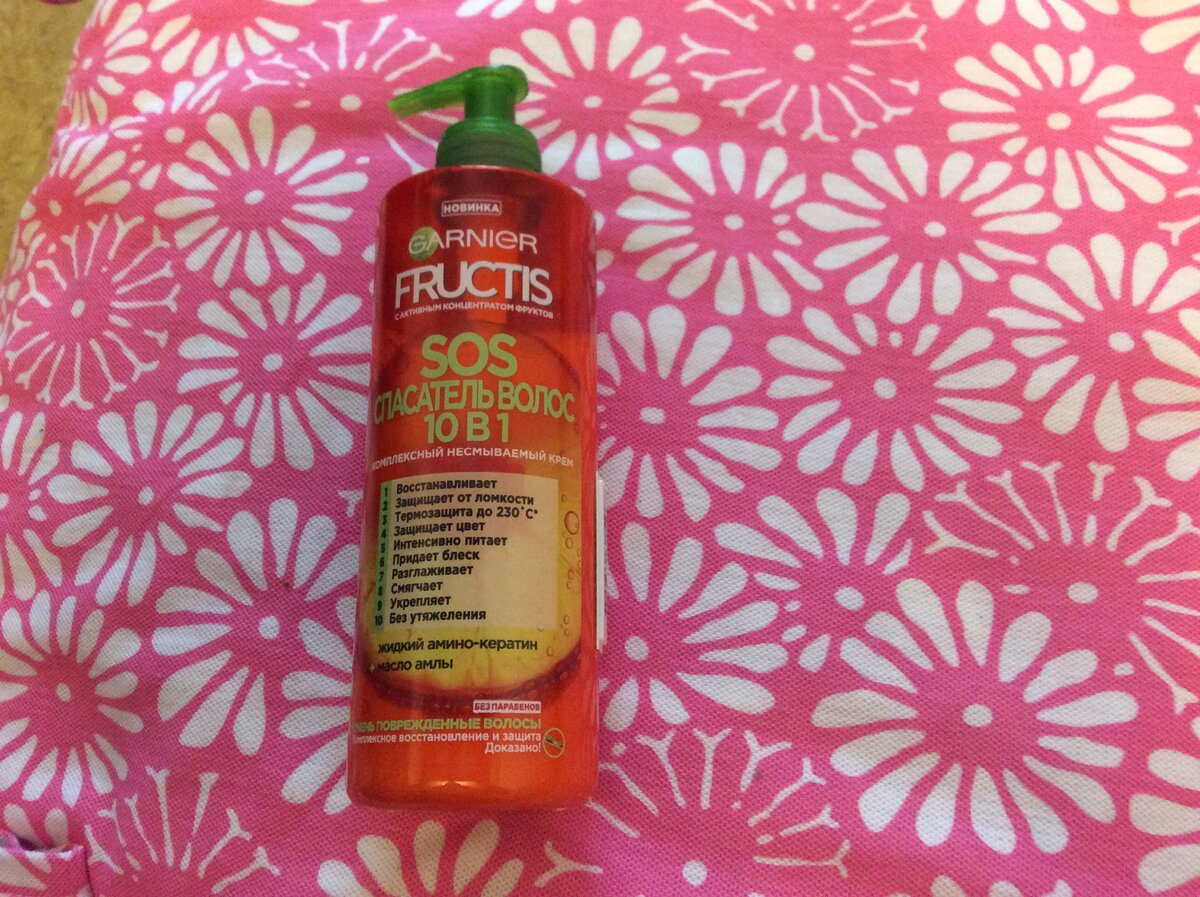 НОВИНКА
GARNIER
FRUCTIS
С АКТИВНЫМ КОНЦЕНТРАТОМ ФРУКТОВ
SOS
СПАСАТЕЛЬ ВОЛОС
10 В 1
КОМПЛЕКСНЫЙ НЕСМЫВАЕМЫЙ КРЕМ
1 Восстанавливает
2 Защищает от ломкости
3 Термозащита до 230°С*
4 Защищает цвет
5 Интенсивно питает
6 Придает блеск
7 Разглаживает
8 Смягчает
9 Укрепляет
10 Без утяжеления
жидкий амино-кератин
+ масло амлы
БЕЗ ПАРАБЕНОВ
ОЧЕНЬ ПОВРЕЖДЕННЫЕ ВОЛОСЫ
Комплексное восстановление и защита
Доказано!